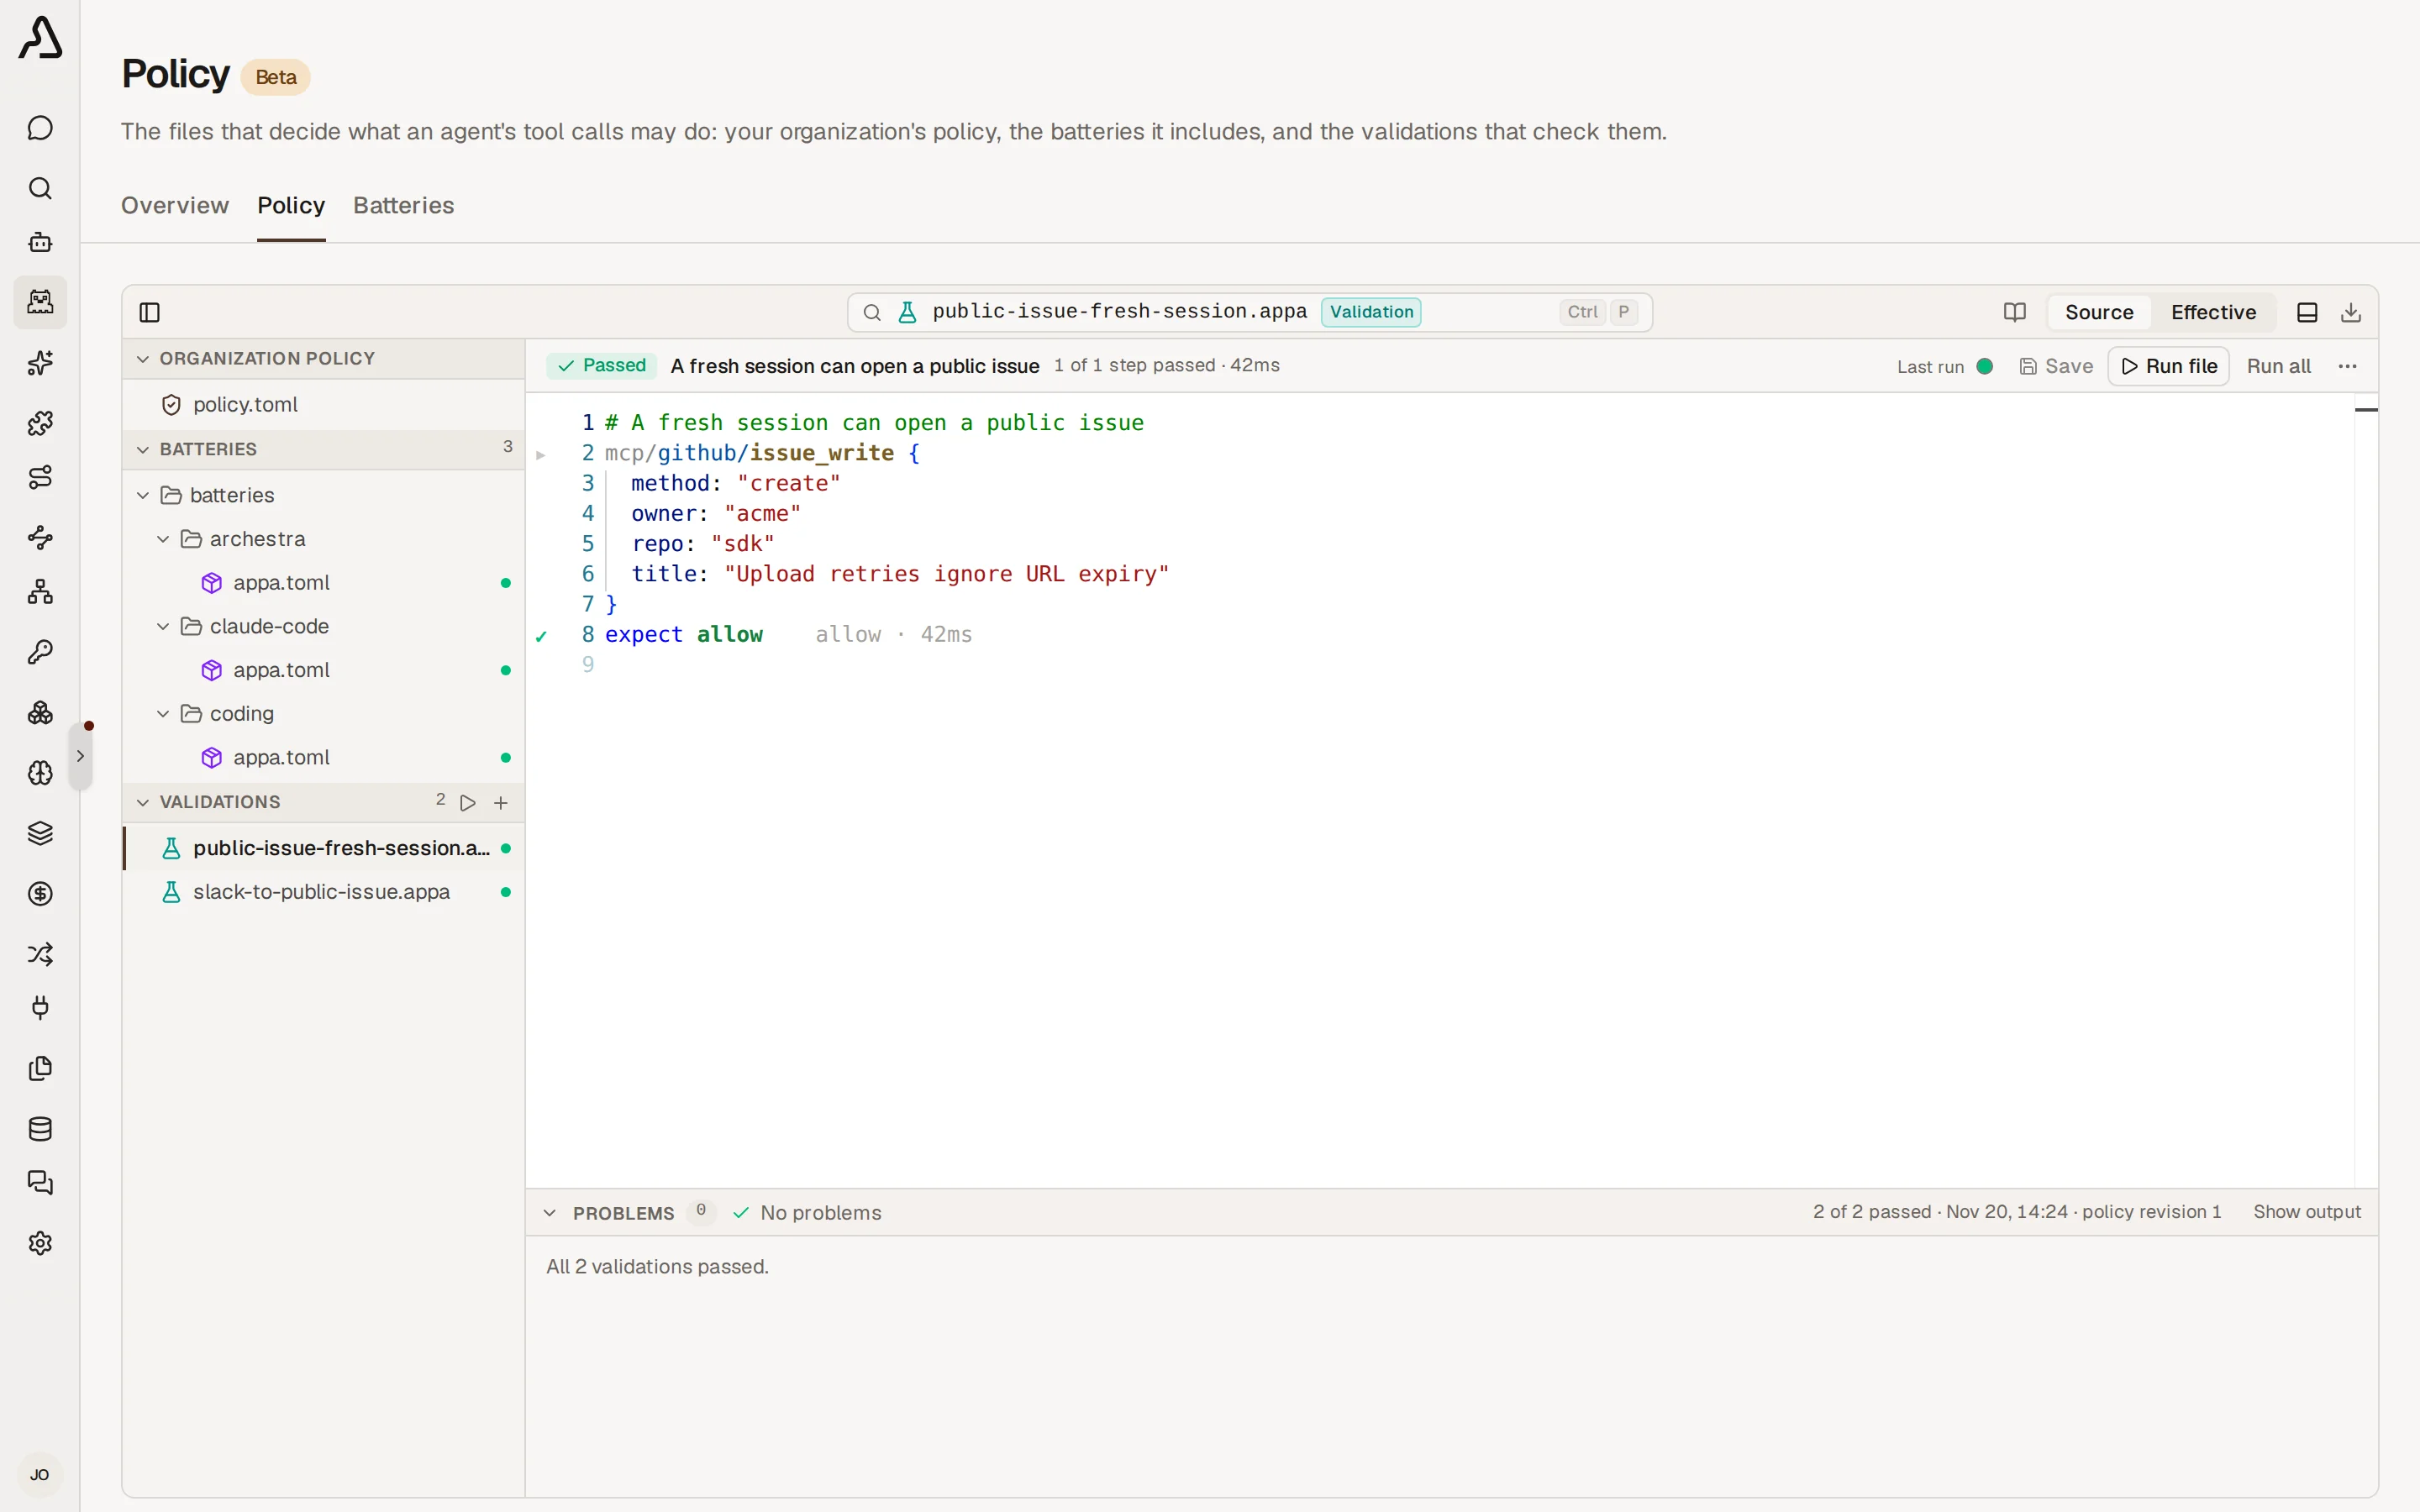 Policy Beta
The files that decide what an agent's tool calls may do: your organization's policy, the batteries it includes, and the validations that check them.
Overview Policy Batteries
public-issue-fresh-session.appa Validation Ctrl P Source Effective
ORGANIZATION POLICY
policy.toml
BATTERIES 3
batteries
archestra
appa.toml
claude-code
appa.toml
coding
appa.toml
VALIDATIONS 2
public-issue-fresh-session.a...
slack-to-public-issue.appa
Passed A fresh session can open a public issue 1 of 1 step passed · 42ms Last run Save Run file Run all
1 # A fresh session can open a public issue
2 mcp/github/issue_write {
3 method: "create"
4 owner: "acme"
5 repo: "sdk"
6 title: "Upload retries ignore URL expiry"
7 }
8 expect allow allow · 42ms
9
PROBLEMS 0 No problems 2 of 2 passed · Nov 20, 14:24 · policy revision 1 Show output
All 2 validations passed.
JO